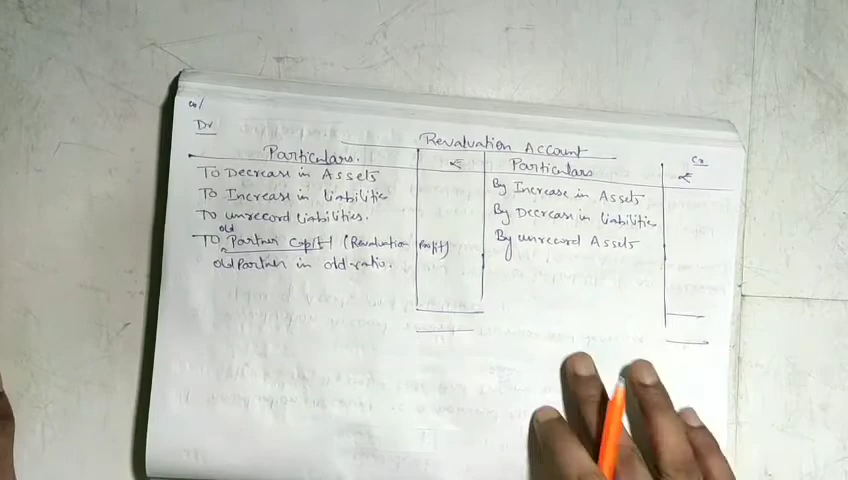 Dr
Revaluation Account
Cr
Particulars.
₹
Particulars
₹
To Decrease in Assets
To Increase in liabilities
To unrecord liabilities.
To old Partner Capital (Revaluation Profit)
old Partner in old ratio.
By Increase in Assets
By Decrease in liabilities
By unrecord Assets